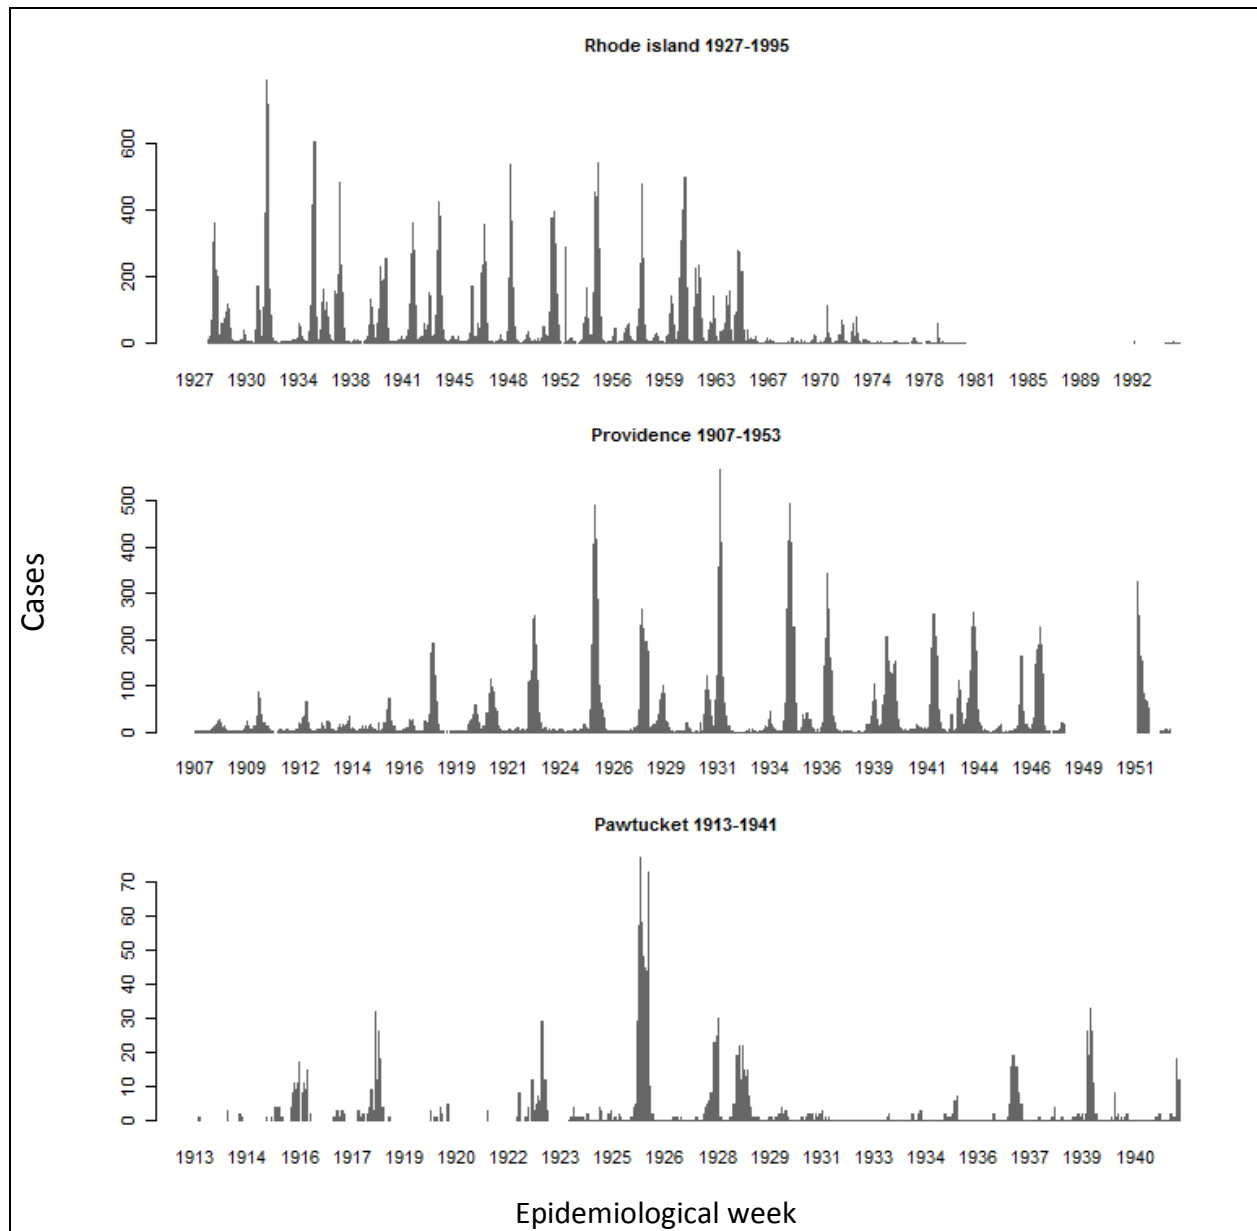 Rhode island 1927-1995
600
400
200
0
1927 1930 1934 1938 1941 1945 1948 1952 1956 1959 1963 1967 1970 1974 1978 1981 1985 1989 1992
Providence 1907-1953
500
400
300
200
100
0
1907 1909 1912 1914 1916 1919 1921 1924 1926 1929 1931 1934 1936 1939 1941 1944 1946 1949 1951
Cases
Pawtucket 1913-1941
70
60
50
40
30
20
10
0
1913 1914 1916 1917 1919 1920 1922 1923 1925 1926 1928 1929 1931 1933 1934 1936 1937 1939 1940
Epidemiological week